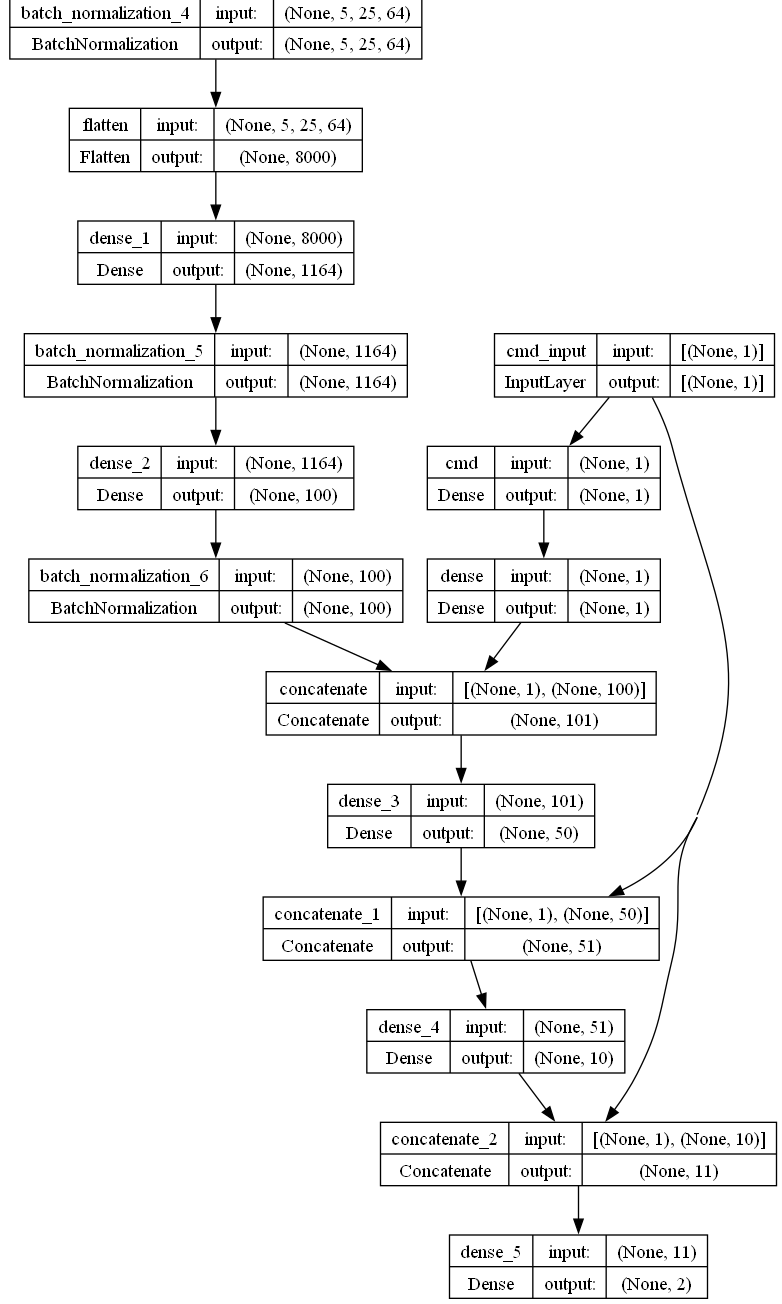 batch_normalization_4 input: (None, 5, 25, 64)
BatchNormalization output: (None, 5, 25, 64)
flatten input: (None, 5, 25, 64)
Flatten output: (None, 8000)
dense_1 input: (None, 8000)
Dense output: (None, 1164)
batch_normalization_5 input: (None, 1164)
BatchNormalization output: (None, 1164)
cmd_input input: [(None, 1)]
InputLayer output: [(None, 1)]
dense_2 input: (None, 1164)
Dense output: (None, 100)
cmd input: (None, 1)
Dense output: (None, 1)
batch_normalization_6 input: (None, 100)
BatchNormalization output: (None, 100)
dense input: (None, 1)
Dense output: (None, 1)
concatenate input: [(None, 1), (None, 100)]
Concatenate output: (None, 101)
dense_3 input: (None, 101)
Dense output: (None, 50)
concatenate_1 input: [(None, 1), (None, 50)]
Concatenate output: (None, 51)
dense_4 input: (None, 51)
Dense output: (None, 10)
concatenate_2 input: [(None, 1), (None, 10)]
Concatenate output: (None, 11)
dense_5 input: (None, 11)
Dense output: (None, 2)